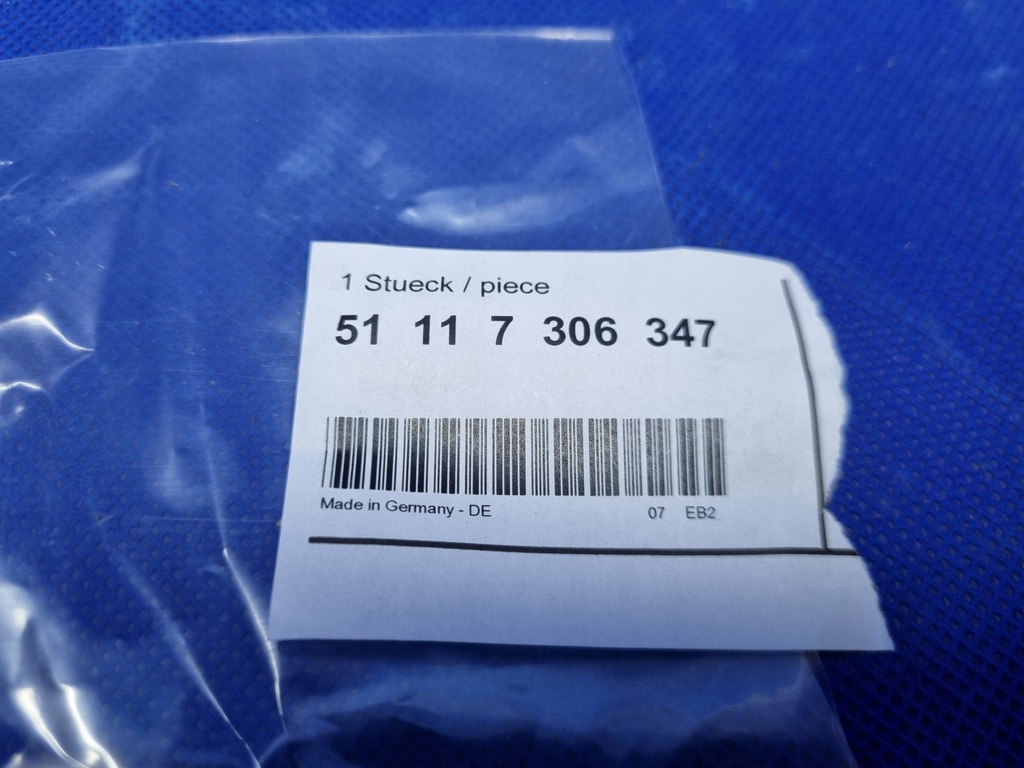 1 Stueck / piece
51 11 7 306 347
Made in Germany - DE 07 EB2